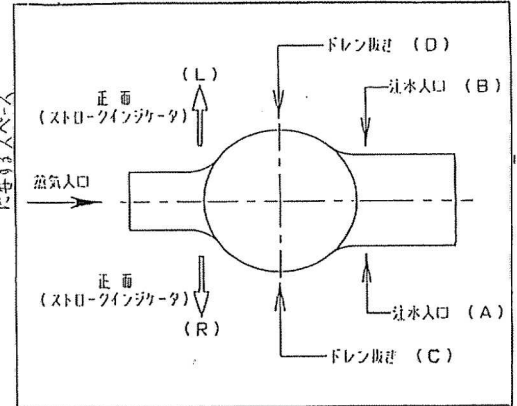 ドレン抜き (D)
(L)
注水入口 (B)
正面
(ストロークインジケータ)
蒸気入口
正面
(ストロークインジケータ)
(R)
注水入口 (A)
ドレン抜き (C)